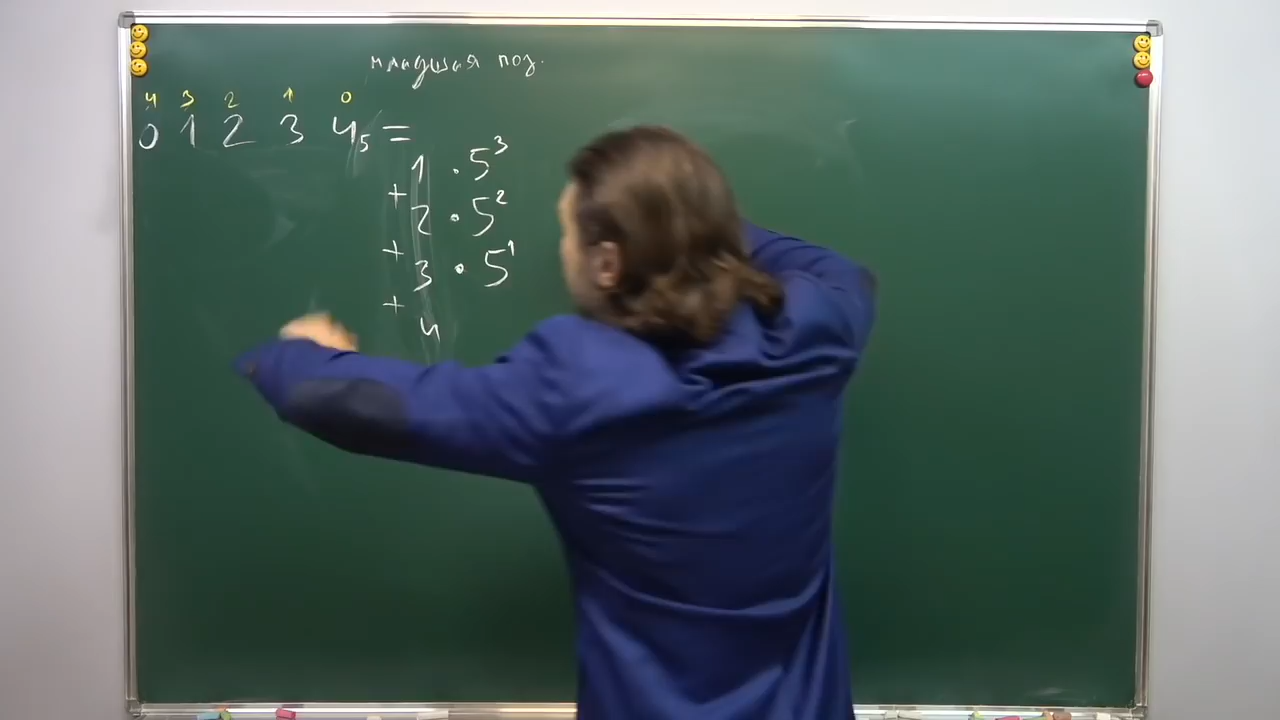 младшая поз.
4 3 2 1 0
0 1 2 3 4₅ =
1 · 5³
+ 2 · 5²
+ 3 · 5¹
+ 4